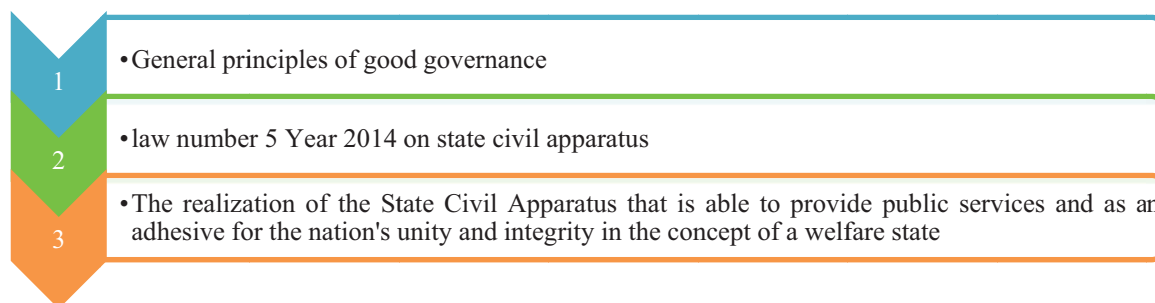 1
•General principles of good governance
2
•law number 5 Year 2014 on state civil apparatus
3
•The realization of the State Civil Apparatus that is able to provide public services and as an
adhesive for the nation's unity and integrity in the concept of a welfare state